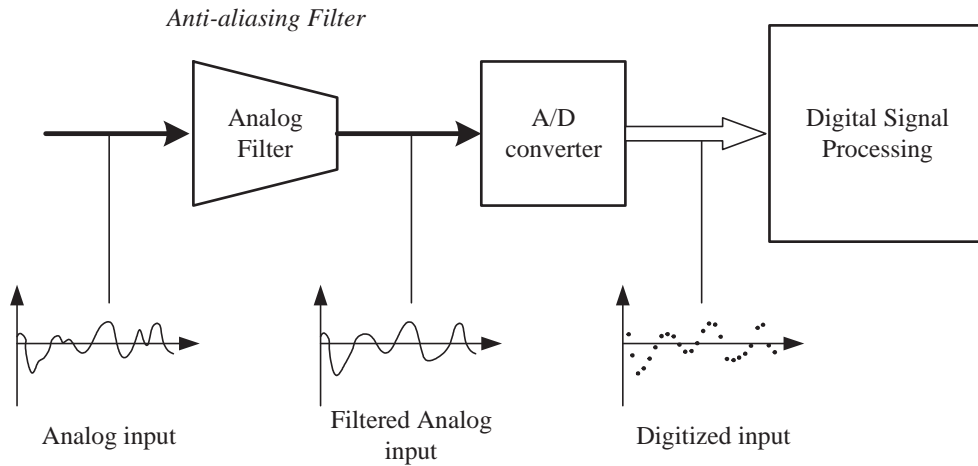 Anti-aliasing Filter
Analog
Filter
A/D
converter
Digital Signal
Processing
Analog input
Filtered Analog
input
Digitized input